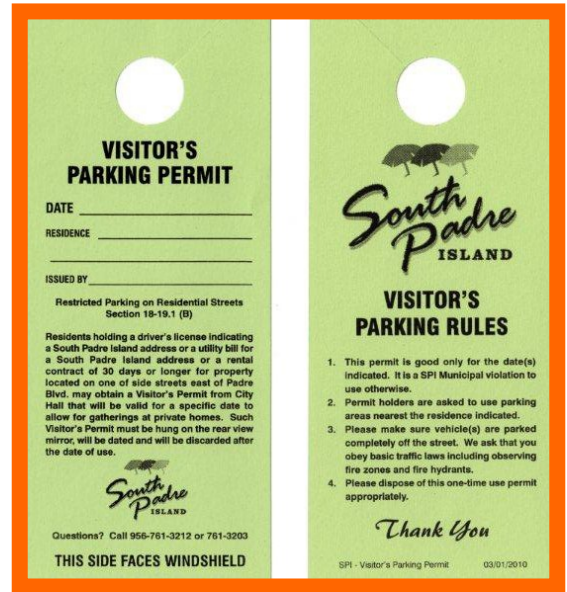 VISITOR'S
PARKING PERMIT
DATE
RESIDENCE
ISSUED BY
Restricted Parking on Residential Streets
Section 18-19.1 (B)
Residents holding a driver's license indicating
a South Padre Island address or a utility bill for
a South Padre Island address or a rental
contract of 30 days or longer for property
located on one of side streets east of Padre
Blvd. may obtain a Visitor's Permit from City
Hall that will be valid for a specific date to
allow for gatherings at private homes. Such
Visitor's Permit must be hung on the rear view
mirror, will be dated and will be discarded after
the date of use.
South
Padre
ISLAND
Questions? Call 956-761-3212 or 761-3203
THIS SIDE FACES WINDSHIELD
South
Padre
ISLAND
VISITOR'S
PARKING RULES
1. This permit is good only for the date(s)
indicated. It is a SPI Municipal violation to
use otherwise.
2. Permit holders are asked to use parking
areas nearest the residence indicated.
3. Please make sure vehicle(s) are parked
completely off the street. We ask that you
obey basic traffic laws including observing
fire zones and fire hydrants.
4. Please dispose of this one-time use permit
appropriately.
Thank You
SPI - Visitor's Parking Permit 03/01/2010